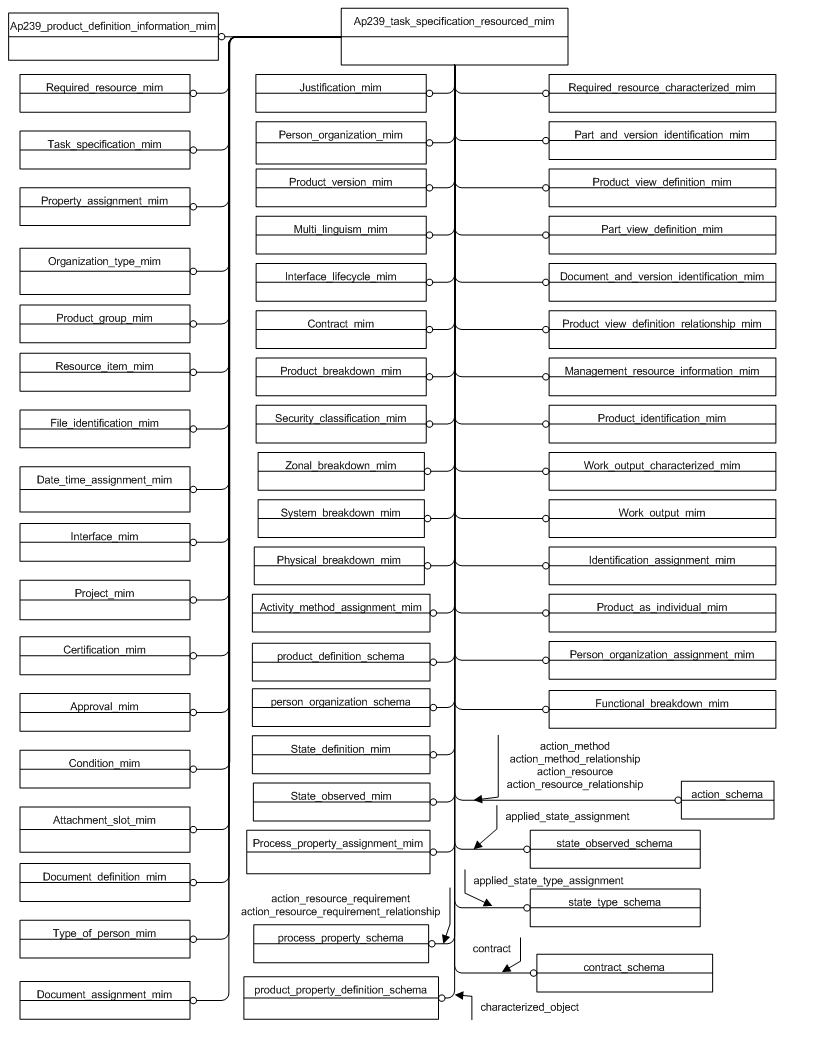 Ap239_product_definition_information_mim
Ap239_task_specification_resourced_mim
Required_resource_mim
Task_specification_mim
Property_assignment_mim
Organization_type_mim
Product_group_mim
Resource_item_mim
File_identification_mim
Date_time_assignment_mim
Interface_mim
Project_mim
Certification_mim
Approval_mim
Condition_mim
Attachment_slot_mim
Document_definition_mim
Type_of_person_mim
Document_assignment_mim
Justification_mim
Person_organization_mim
Product_version_mim
Multi_linguism_mim
Interface_lifecycle_mim
Contract_mim
Product_breakdown_mim
Security_classification_mim
Zonal_breakdown_mim
System_breakdown_mim
Physical_breakdown_mim
Activity_method_assignment_mim
product_definition_schema
person_organization_schema
State_definition_mim
State_observed_mim
Process_property_assignment_mim
action_resource_requirement
action_resource_requirement_relationship
process_property_schema
product_property_definition_schema
characterized_object
Required_resource_characterized_mim
Part_and_version_identification_mim
Product_view_definition_mim
Part_view_definition_mim
Document_and_version_identification_mim
Product_view_definition_relationship_mim
Management_resource_information_mim
Product_identification_mim
Work_output_characterized_mim
Work_output_mim
Identification_assignment_mim
Product_as_individual_mim
Person_organization_assignment_mim
Functional_breakdown_mim
action_method
action_method_relationship
action_resource
action_resource_relationship
action_schema
applied_state_assignment
state_observed_schema
applied_state_type_assignment
state_type_schema
contract
contract_schema